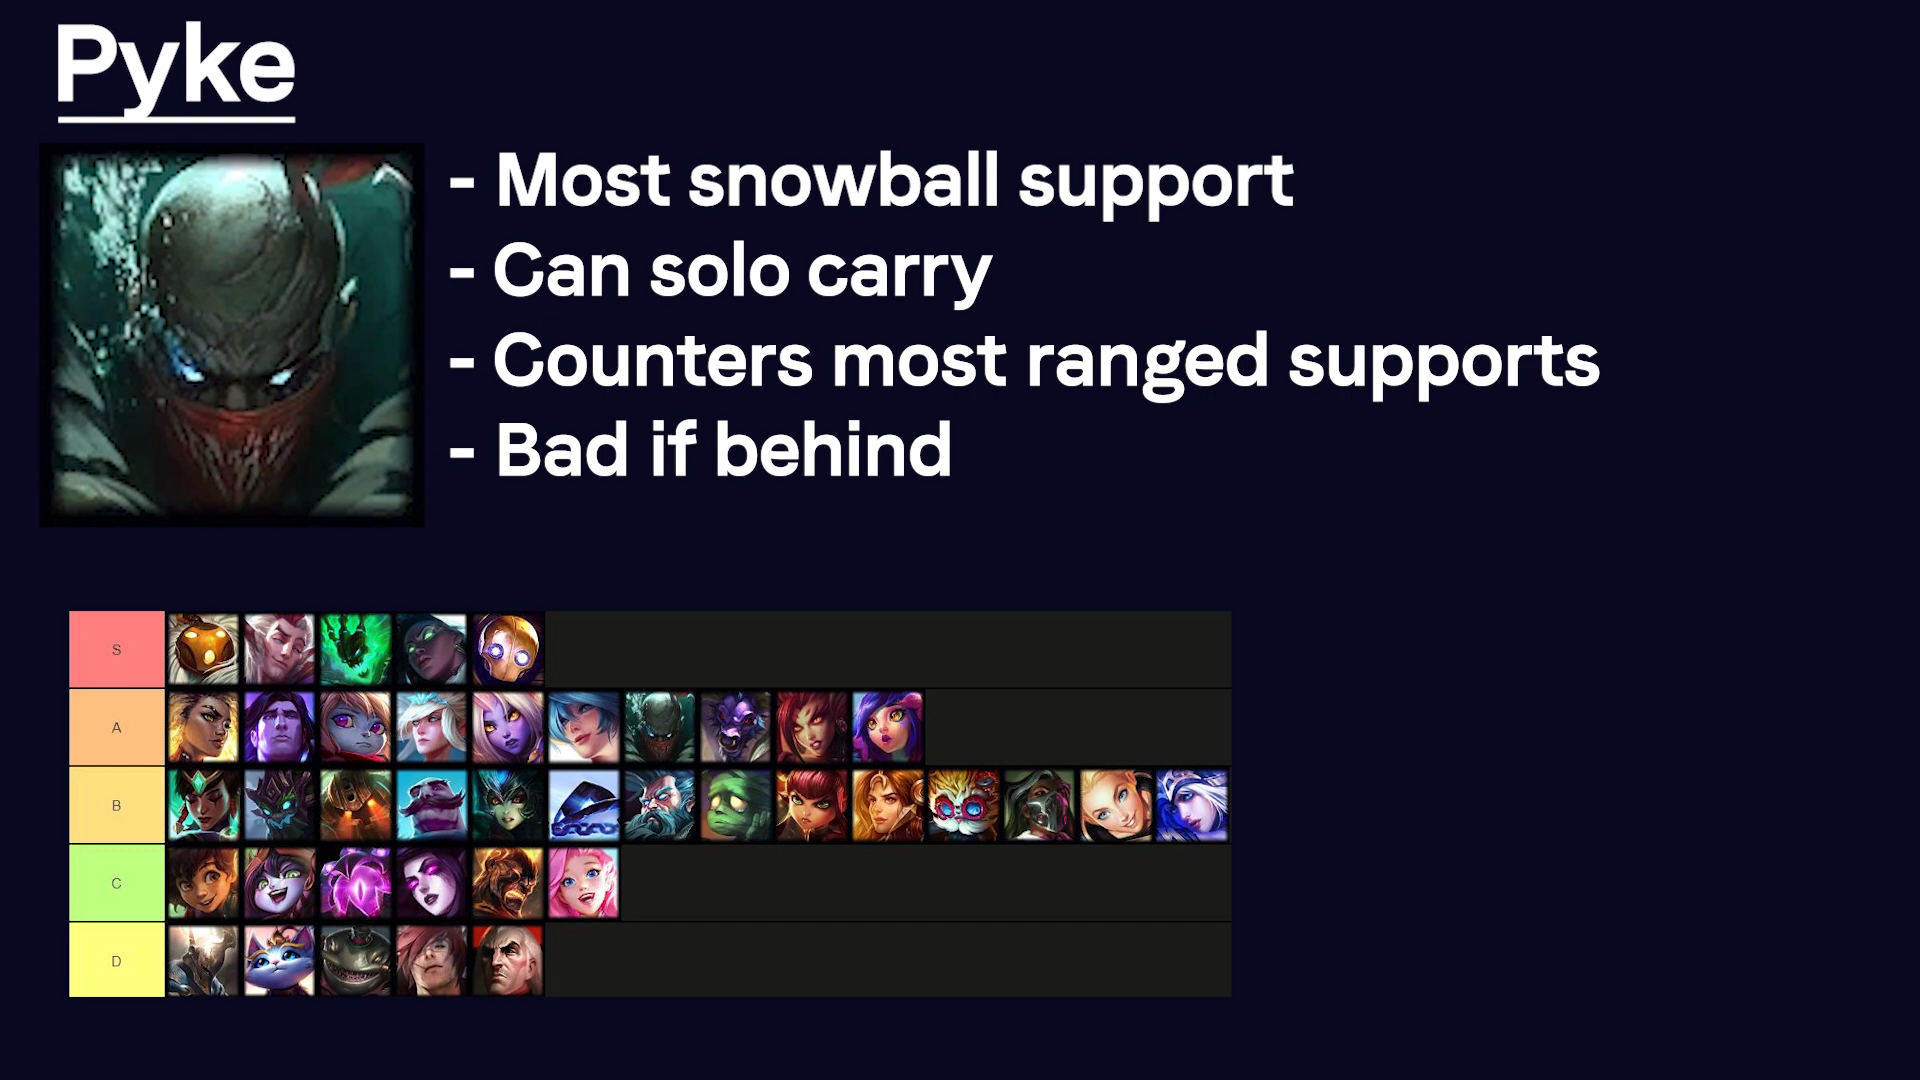 Pyke
- Most snowball support
- Can solo carry
- Counters most ranged supports
- Bad if behind
S
A
B
C
D